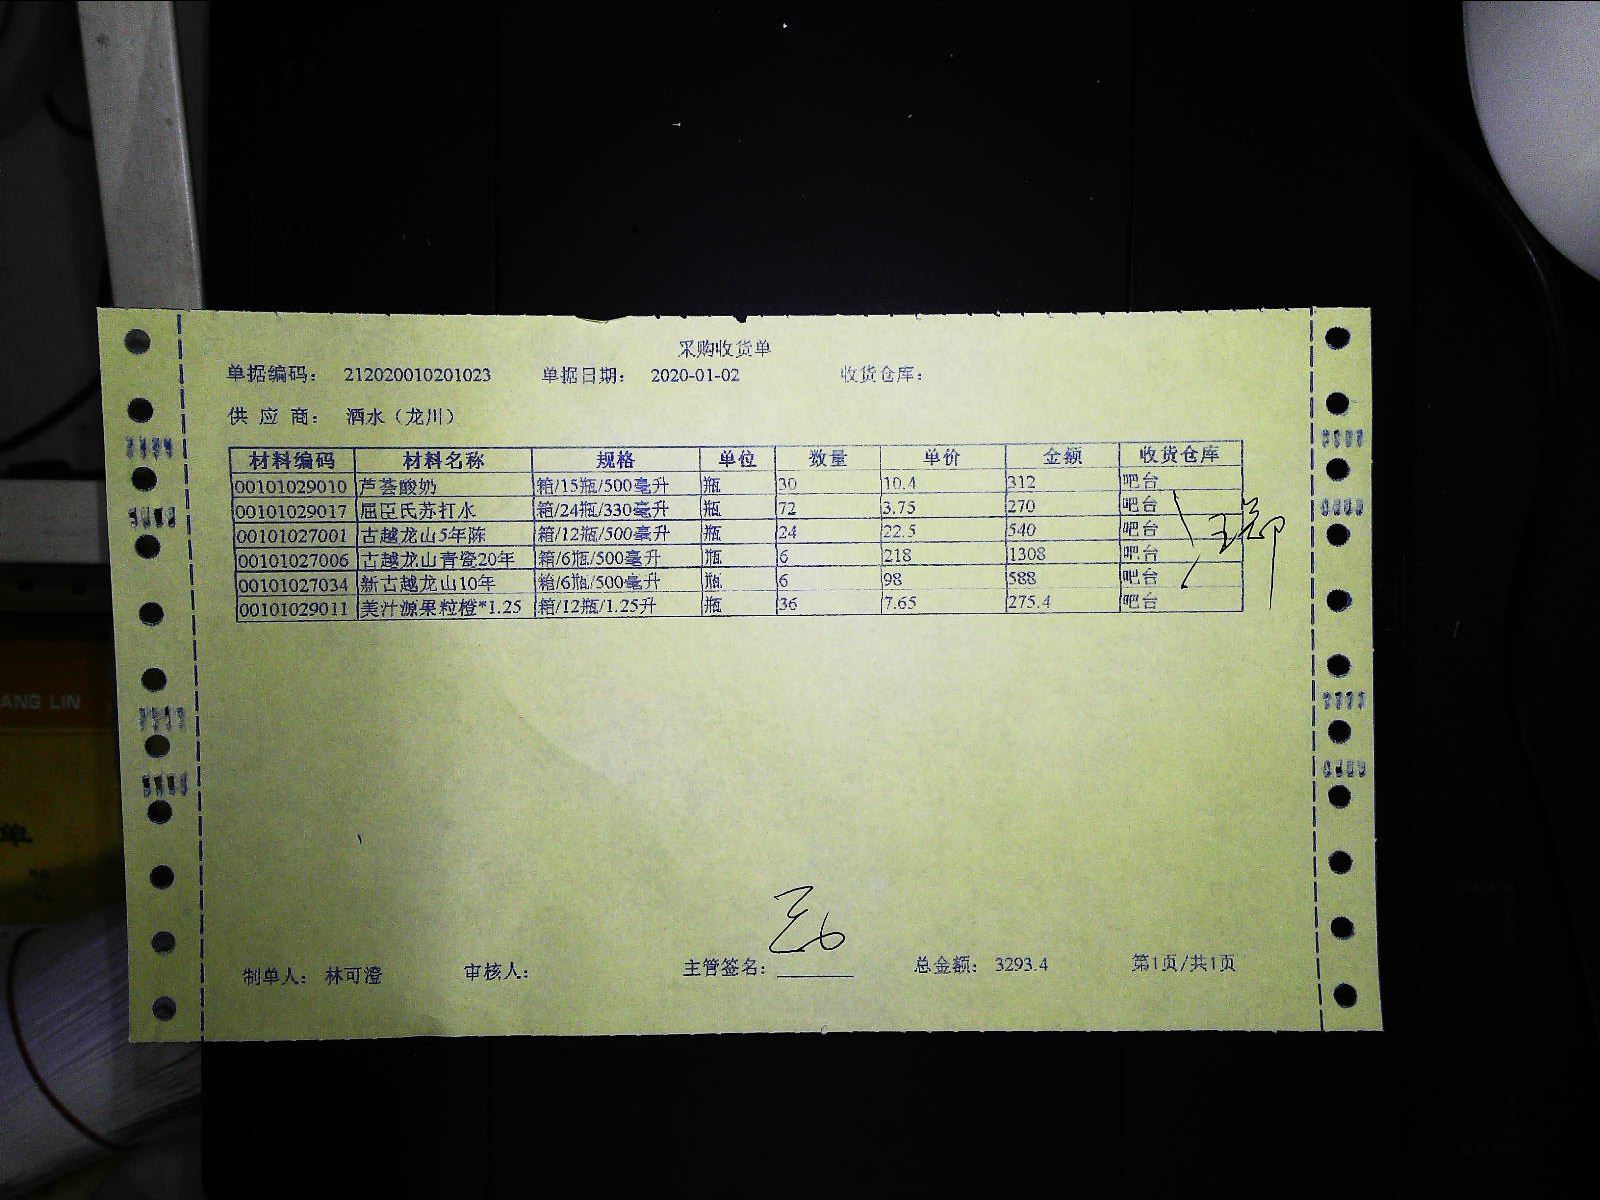 采购收货单
单据编码： 212020010201023 单据日期： 2020-01-02 收货仓库：
供 应 商： 酒水（龙川）
材料编码 材料名称 规格 单位 数量 单价 金额 收货仓库
00101029010 芦荟酸奶 箱/15瓶/500毫升 瓶 30 10.4 312 吧台
00101029017 屈臣氏苏打水 箱/24瓶/330毫升 瓶 72 3.75 270 吧台
00101027001 古越龙山5年陈 箱/12瓶/500毫升 瓶 24 22.5 540 吧台
00101027006 古越龙山青瓷20年 箱/6瓶/500毫升 瓶 6 218 1308 吧台
00101027034 新古越龙山10年 箱/6瓶/500毫升 瓶 6 98 588 吧台
00101029011 美汁源果粒橙*1.25 箱/12瓶/1.25升 瓶 36 7.65 275.4 吧台
制单人： 林可澄 审核人： 主管签名： 总金额： 3293.4 第1页/共1页
ANG LIN
单